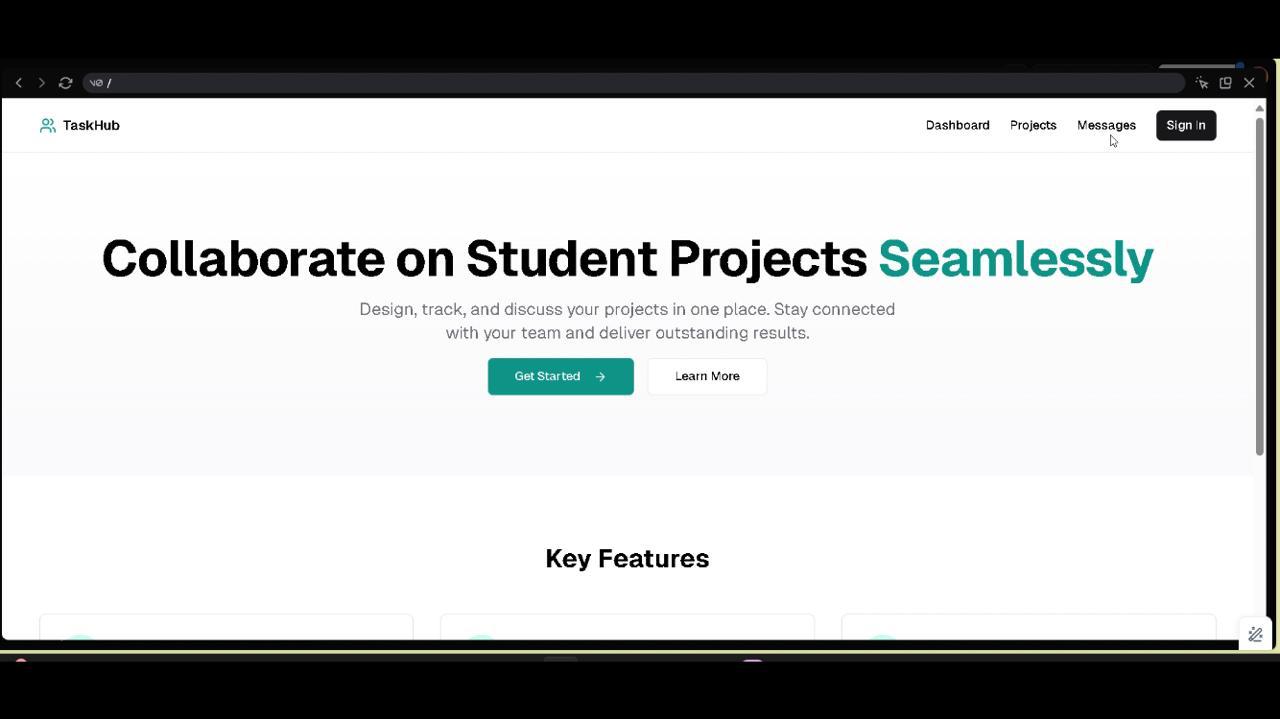 v0 /
TaskHub
Dashboard Projects Messages Sign In
Collaborate on Student Projects Seamlessly
Design, track, and discuss your projects in one place. Stay connected
with your team and deliver outstanding results.
Get Started → Learn More
Key Features